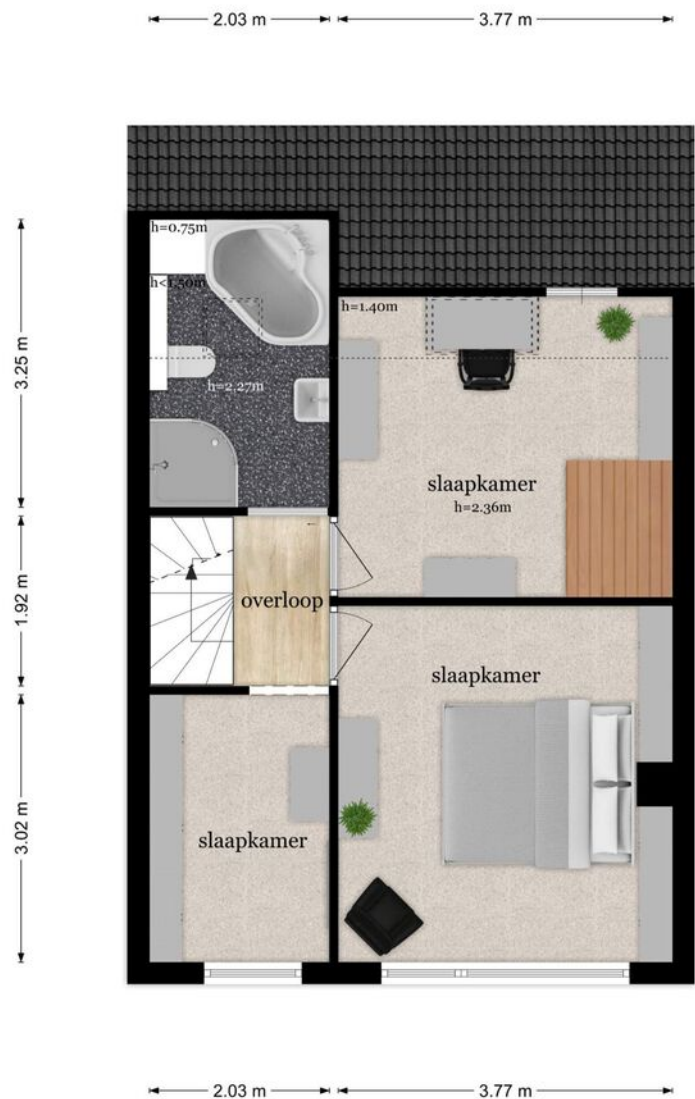 2.03 m
3.77 m
h=0.75m
h<1.50m
h=1.40m
3.25 m
h=2.27m
slaapkamer
h=2.36m
1.92 m
overloop
slaapkamer
3.02 m
slaapkamer
2.03 m
3.77 m